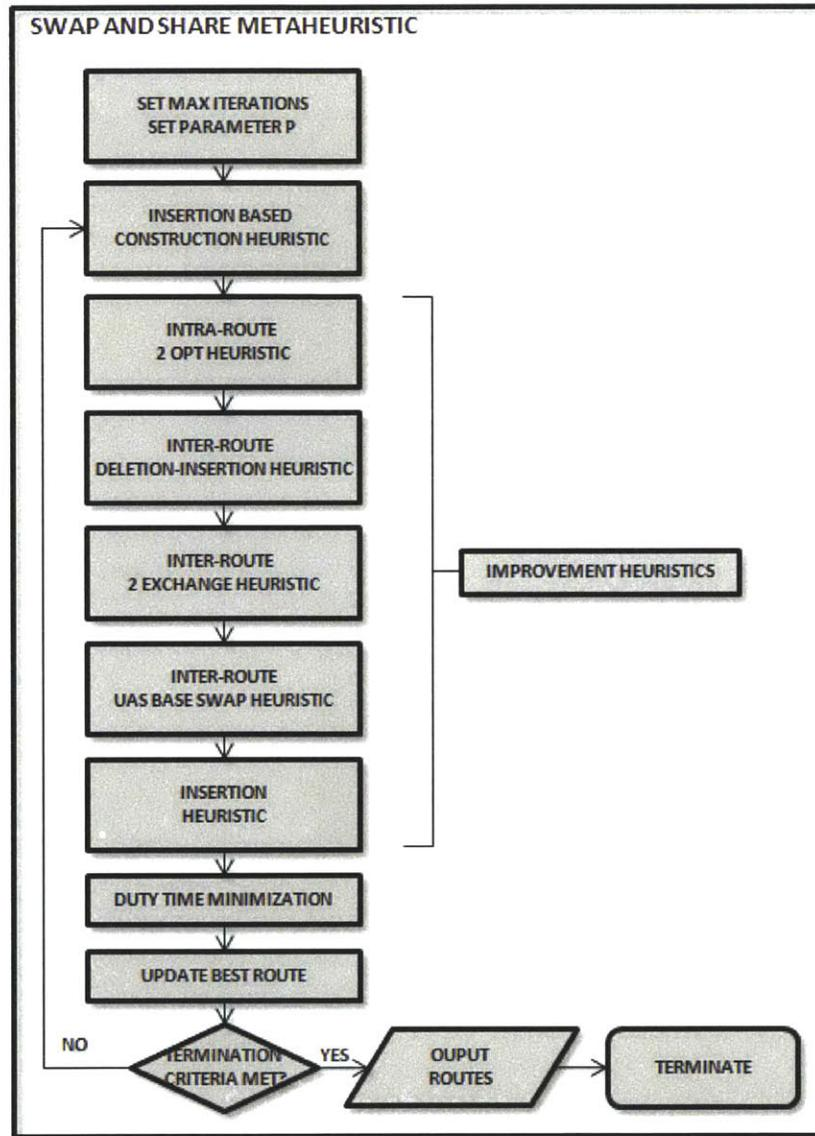 SWAP AND SHARE METAHEURISTIC
SET MAX ITERATIONS
SET PARAMETER P
INSERTION BASED
CONSTRUCTION HEURISTIC
INTRA-ROUTE
2 OPT HEURISTIC
INTER-ROUTE
DELETION-INSERTION HEURISTIC
INTER-ROUTE
2 EXCHANGE HEURISTIC
IMPROVEMENT HEURISTICS
INTER-ROUTE
UAS BASE SWAP HEURISTIC
INSERTION
HEURISTIC
DUTY TIME MINIMIZATION
UPDATE BEST ROUTE
NO
TERMINATION
CRITERIA MET?
YES
OUPUT
ROUTES
TERMINATE